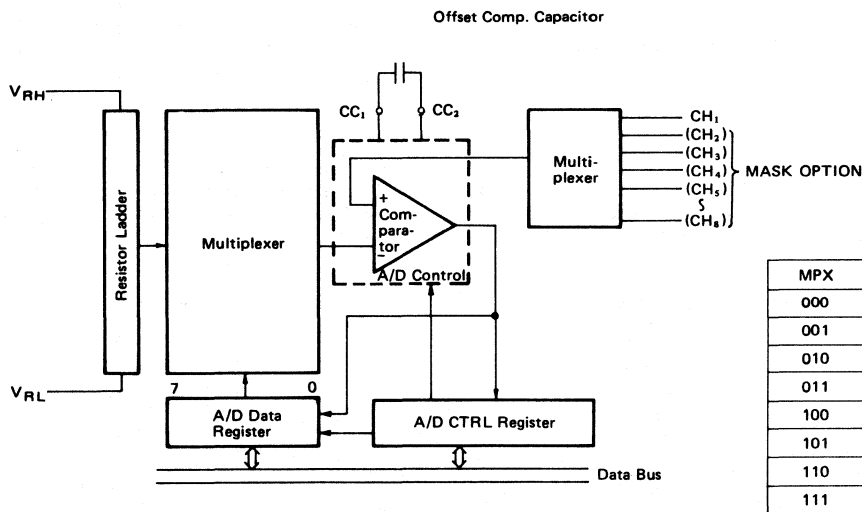 Offset Comp. Capacitor
V_RH
CC₁
CC₂
CH₁
(CH₂)
(CH₃)
(CH₄)
(CH₅)
(CH₈)
MASK OPTION
Multi-
plexer
Resistor Ladder
Multiplexer
+
Com-
para-
tor
−
A/D Control
V_RL
7
0
A/D Data
Register
A/D CTRL Register
Data Bus
MPX
000
001
010
011
100
101
110
111